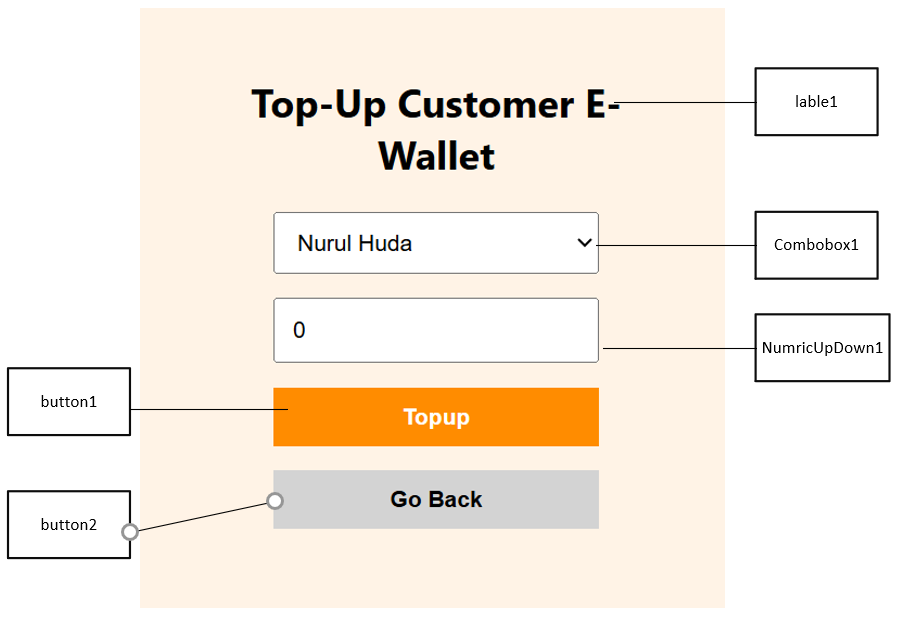 Top-Up Customer E-
Wallet
lable1
Nurul Huda
Combobox1
0
NumricUpDown1
button1
Topup
button2
Go Back